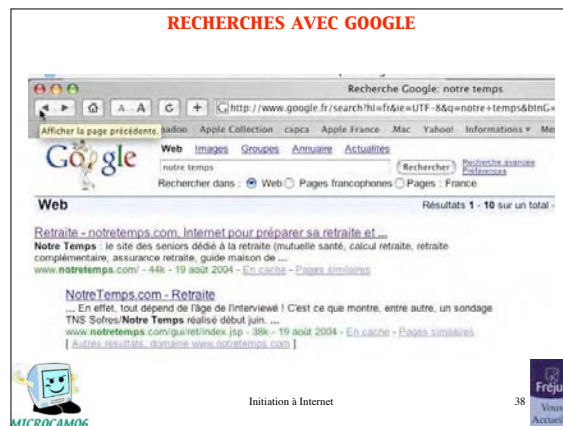 RECHERCHES AVEC GOOGLE
Recherche Google: notre temps
A A C + G http://www.google.fr/search?hl=fr&ie=UTF-8&q=notre+temps&btnG=
Afficher la page précédente. Apple Collection capca Apple France Mac Yahoo! Informations
Google
Web Images Groupes Annuaire Actualités
notre temps Rechercher Recherche avancée
Préférences
Rechercher dans : Web Pages francophones Pages : France
Web Résultats 1 - 10 sur un total
Retraite - notretemps.com, Internet pour préparer sa retraite et ...
Notre Temps : le site des seniors dédié à la retraite (mutuelle santé, calcul retraite, retraite
complémentaire, assurance retraite, guide maison de ...
www.notretemps.com/ - 44k - 19 août 2004 - En cache - Pages similaires
NotreTemps.com - Retraite
... En effet, tout dépend de l'âge de l'interviewé ! C'est ce que montre, entre autre, un sondage
TNS Sofres/Notre Temps réalisé début juin. ...
www.notretemps.com/gui/ret/index.jsp - 38k - 19 août 2004 - En cache - Pages similaires
[ Autres résultats, domaine www.notretemps.com ]
MICROCAM06
Initiation à Internet 38
Fréjus
Vous
Accueille